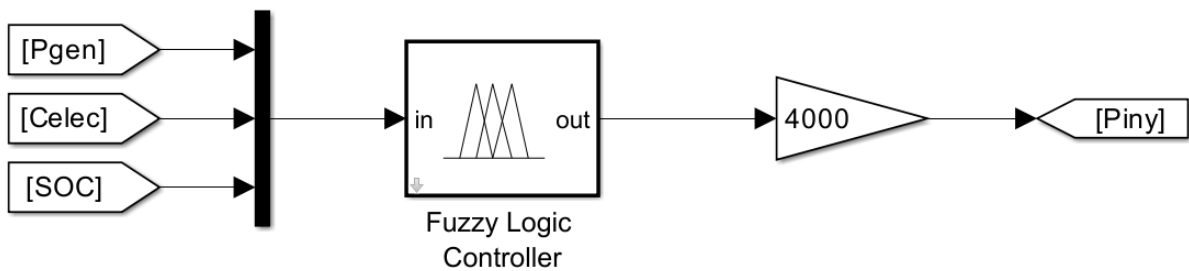 [Pgen]
[Celec]
[SOC]
in
out
Fuzzy Logic
Controller
4000
[Piny]